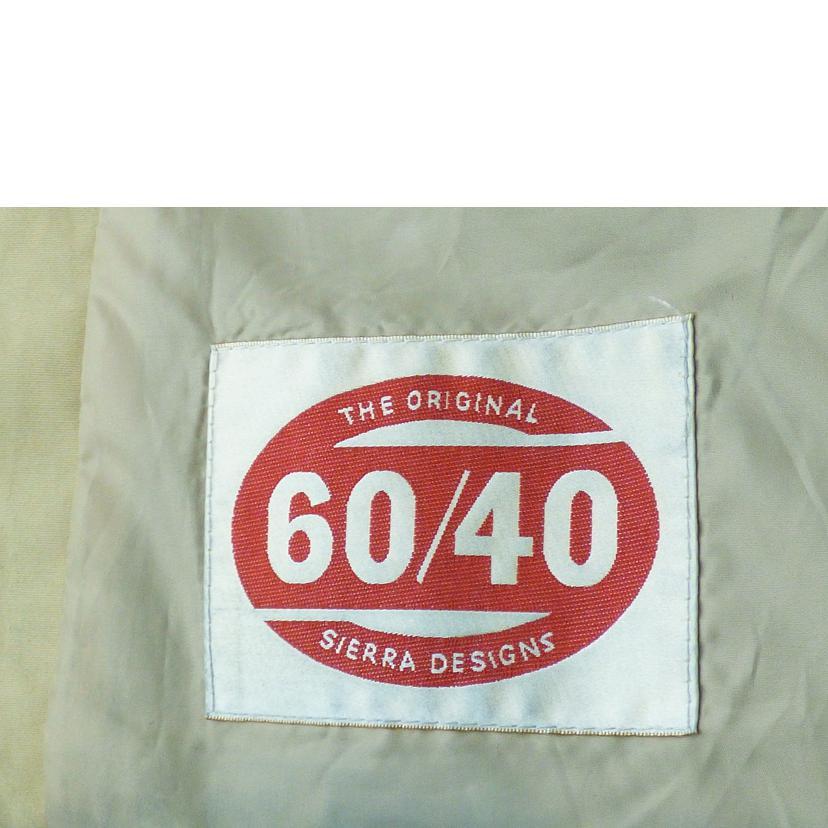 THE ORIGINAL
60/40
SIERRA DESIGNS